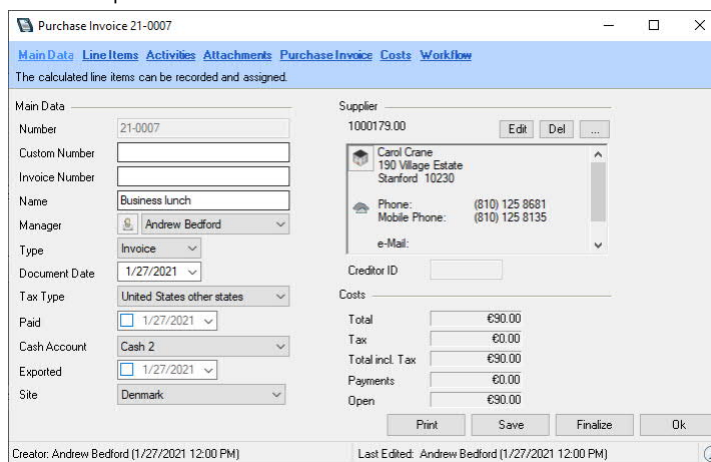 Purchase Invoice 21-0007
Main Data Line Items Activities Attachments Purchase Invoice Costs Workflow
The calculated line items can be recorded and assigned.
Main Data
Number 21-0007
Custom Number
Invoice Number
Name Business lunch
Manager Andrew Bedford
Type Invoice
Document Date 1/27/2021
Tax Type United States other states
Paid 1/27/2021
Cash Account Cash 2
Exported 1/27/2021
Site Denmark
Supplier
1000179.00 Edit Del ...
Carol Crane
190 Village Estate
Stanford 10230
Phone: (810) 125 8681
Mobile Phone: (810) 125 8135
e-Mail:
Creditor ID
Costs
Total €90.00
Tax €0.00
Total incl. Tax €90.00
Payments €0.00
Open €90.00
Print Save Finalize Ok
Creator: Andrew Bedford (1/27/2021 12:00 PM) Last Edited: Andrew Bedford (1/27/2021 12:00 PM)